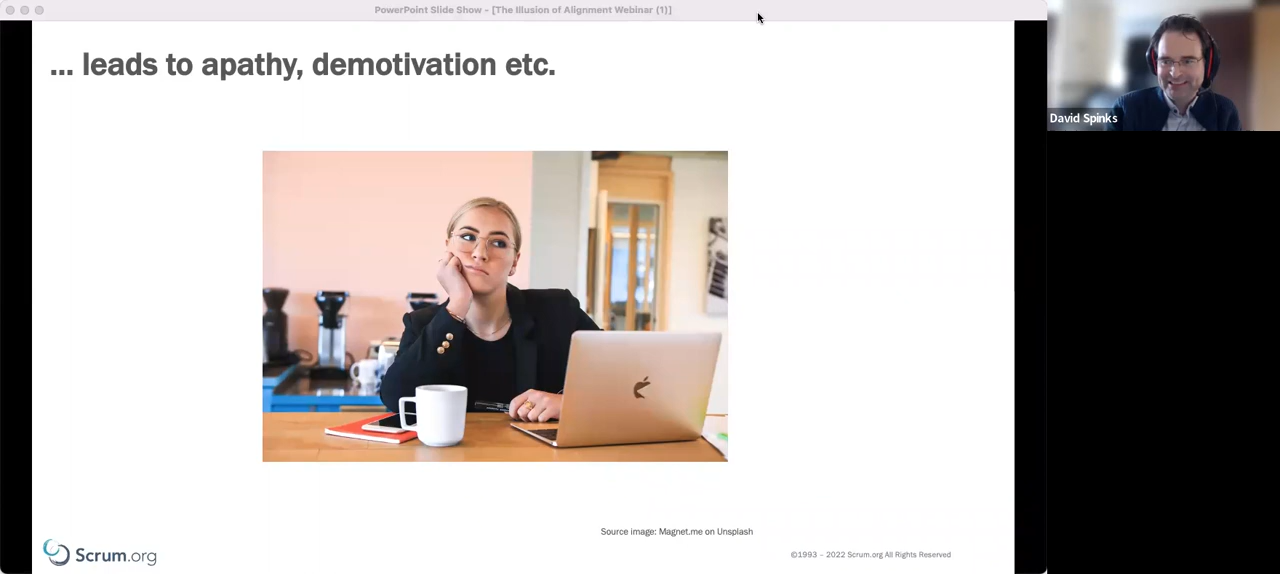 PowerPoint Slide Show - [The Illusion of Alignment Webinar (1)]
... leads to apathy, demotivation etc.
David Spinks
Source image: Magnet.me on Unsplash
Scrum.org
©1993 - 2022 Scrum.org All Rights Reserved